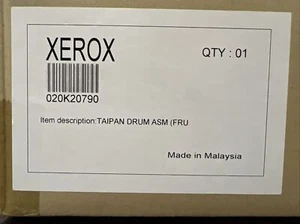 XEROX
QTY : 01
020K20790
Item description:TAIPAN DRUM ASM (FRU
Made in Malaysia